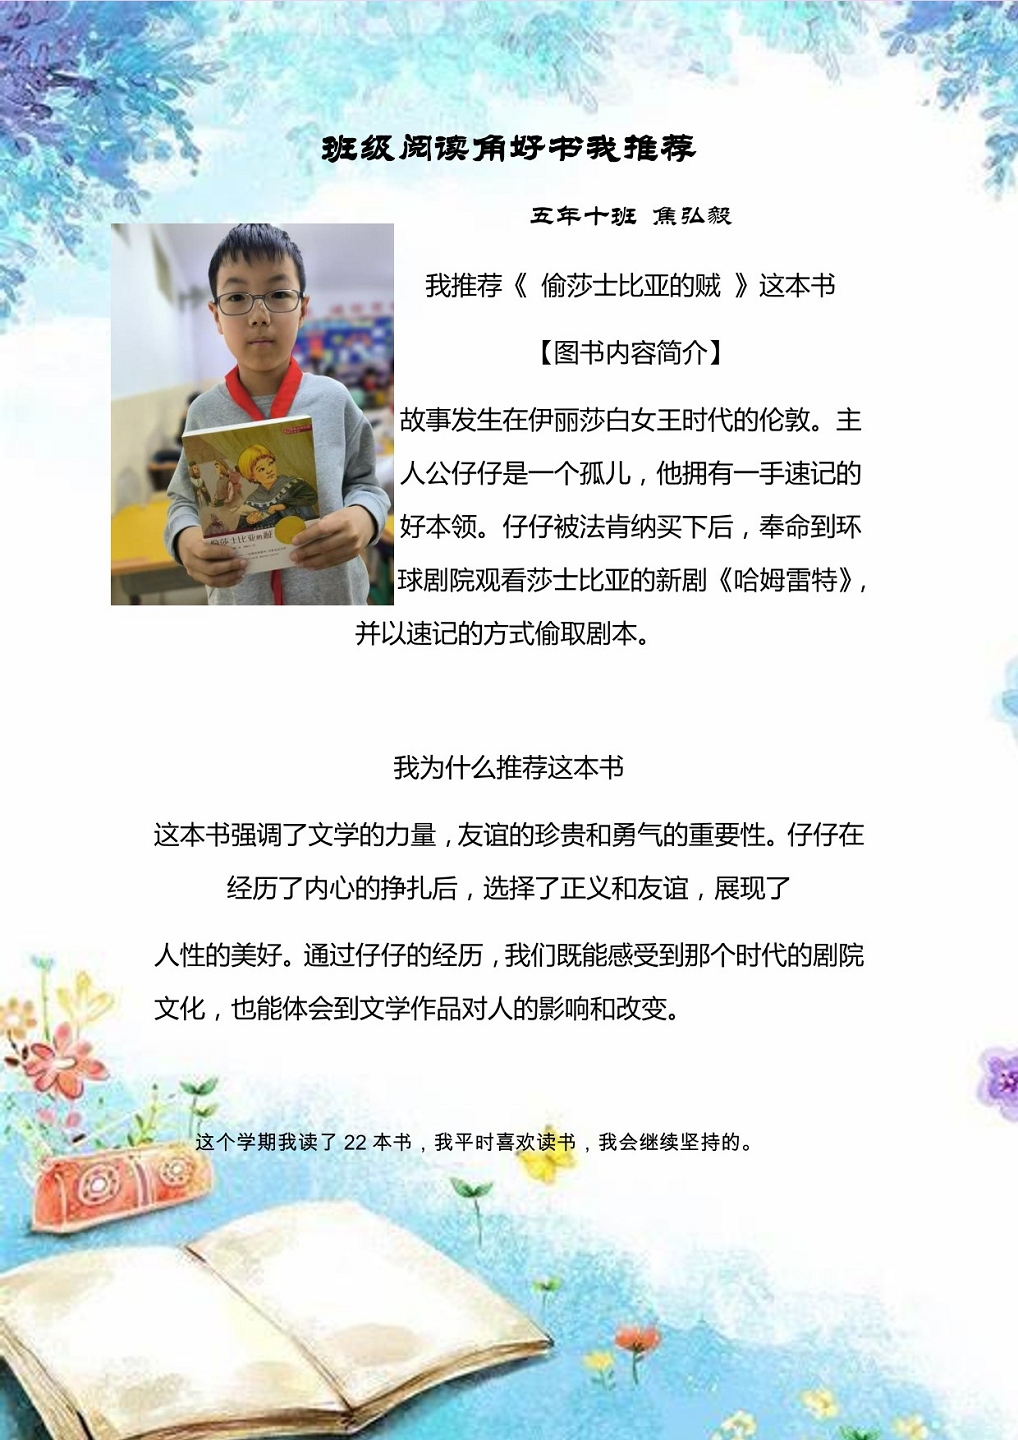 班级阅读角好书我推荐
五年十班 焦弘毅
我推荐《 偷莎士比亚的贼 》这本书
【图书内容简介】
故事发生在伊丽莎白女王时代的伦敦。主
人公仔仔是一个孤儿，他拥有一手速记的
好本领。仔仔被法肯纳买下后，奉命到环
球剧院观看莎士比亚的新剧《哈姆雷特》,
并以速记的方式偷取剧本。
偷莎士比亚的贼
我为什么推荐这本书
这本书强调了文学的力量，友谊的珍贵和勇气的重要性。仔仔在
经历了内心的挣扎后，选择了正义和友谊，展现了
人性的美好。通过仔仔的经历，我们既能感受到那个时代的剧院
文化，也能体会到文学作品对人的影响和改变。
这个学期我读了 22 本书，我平时喜欢读书，我会继续坚持的。